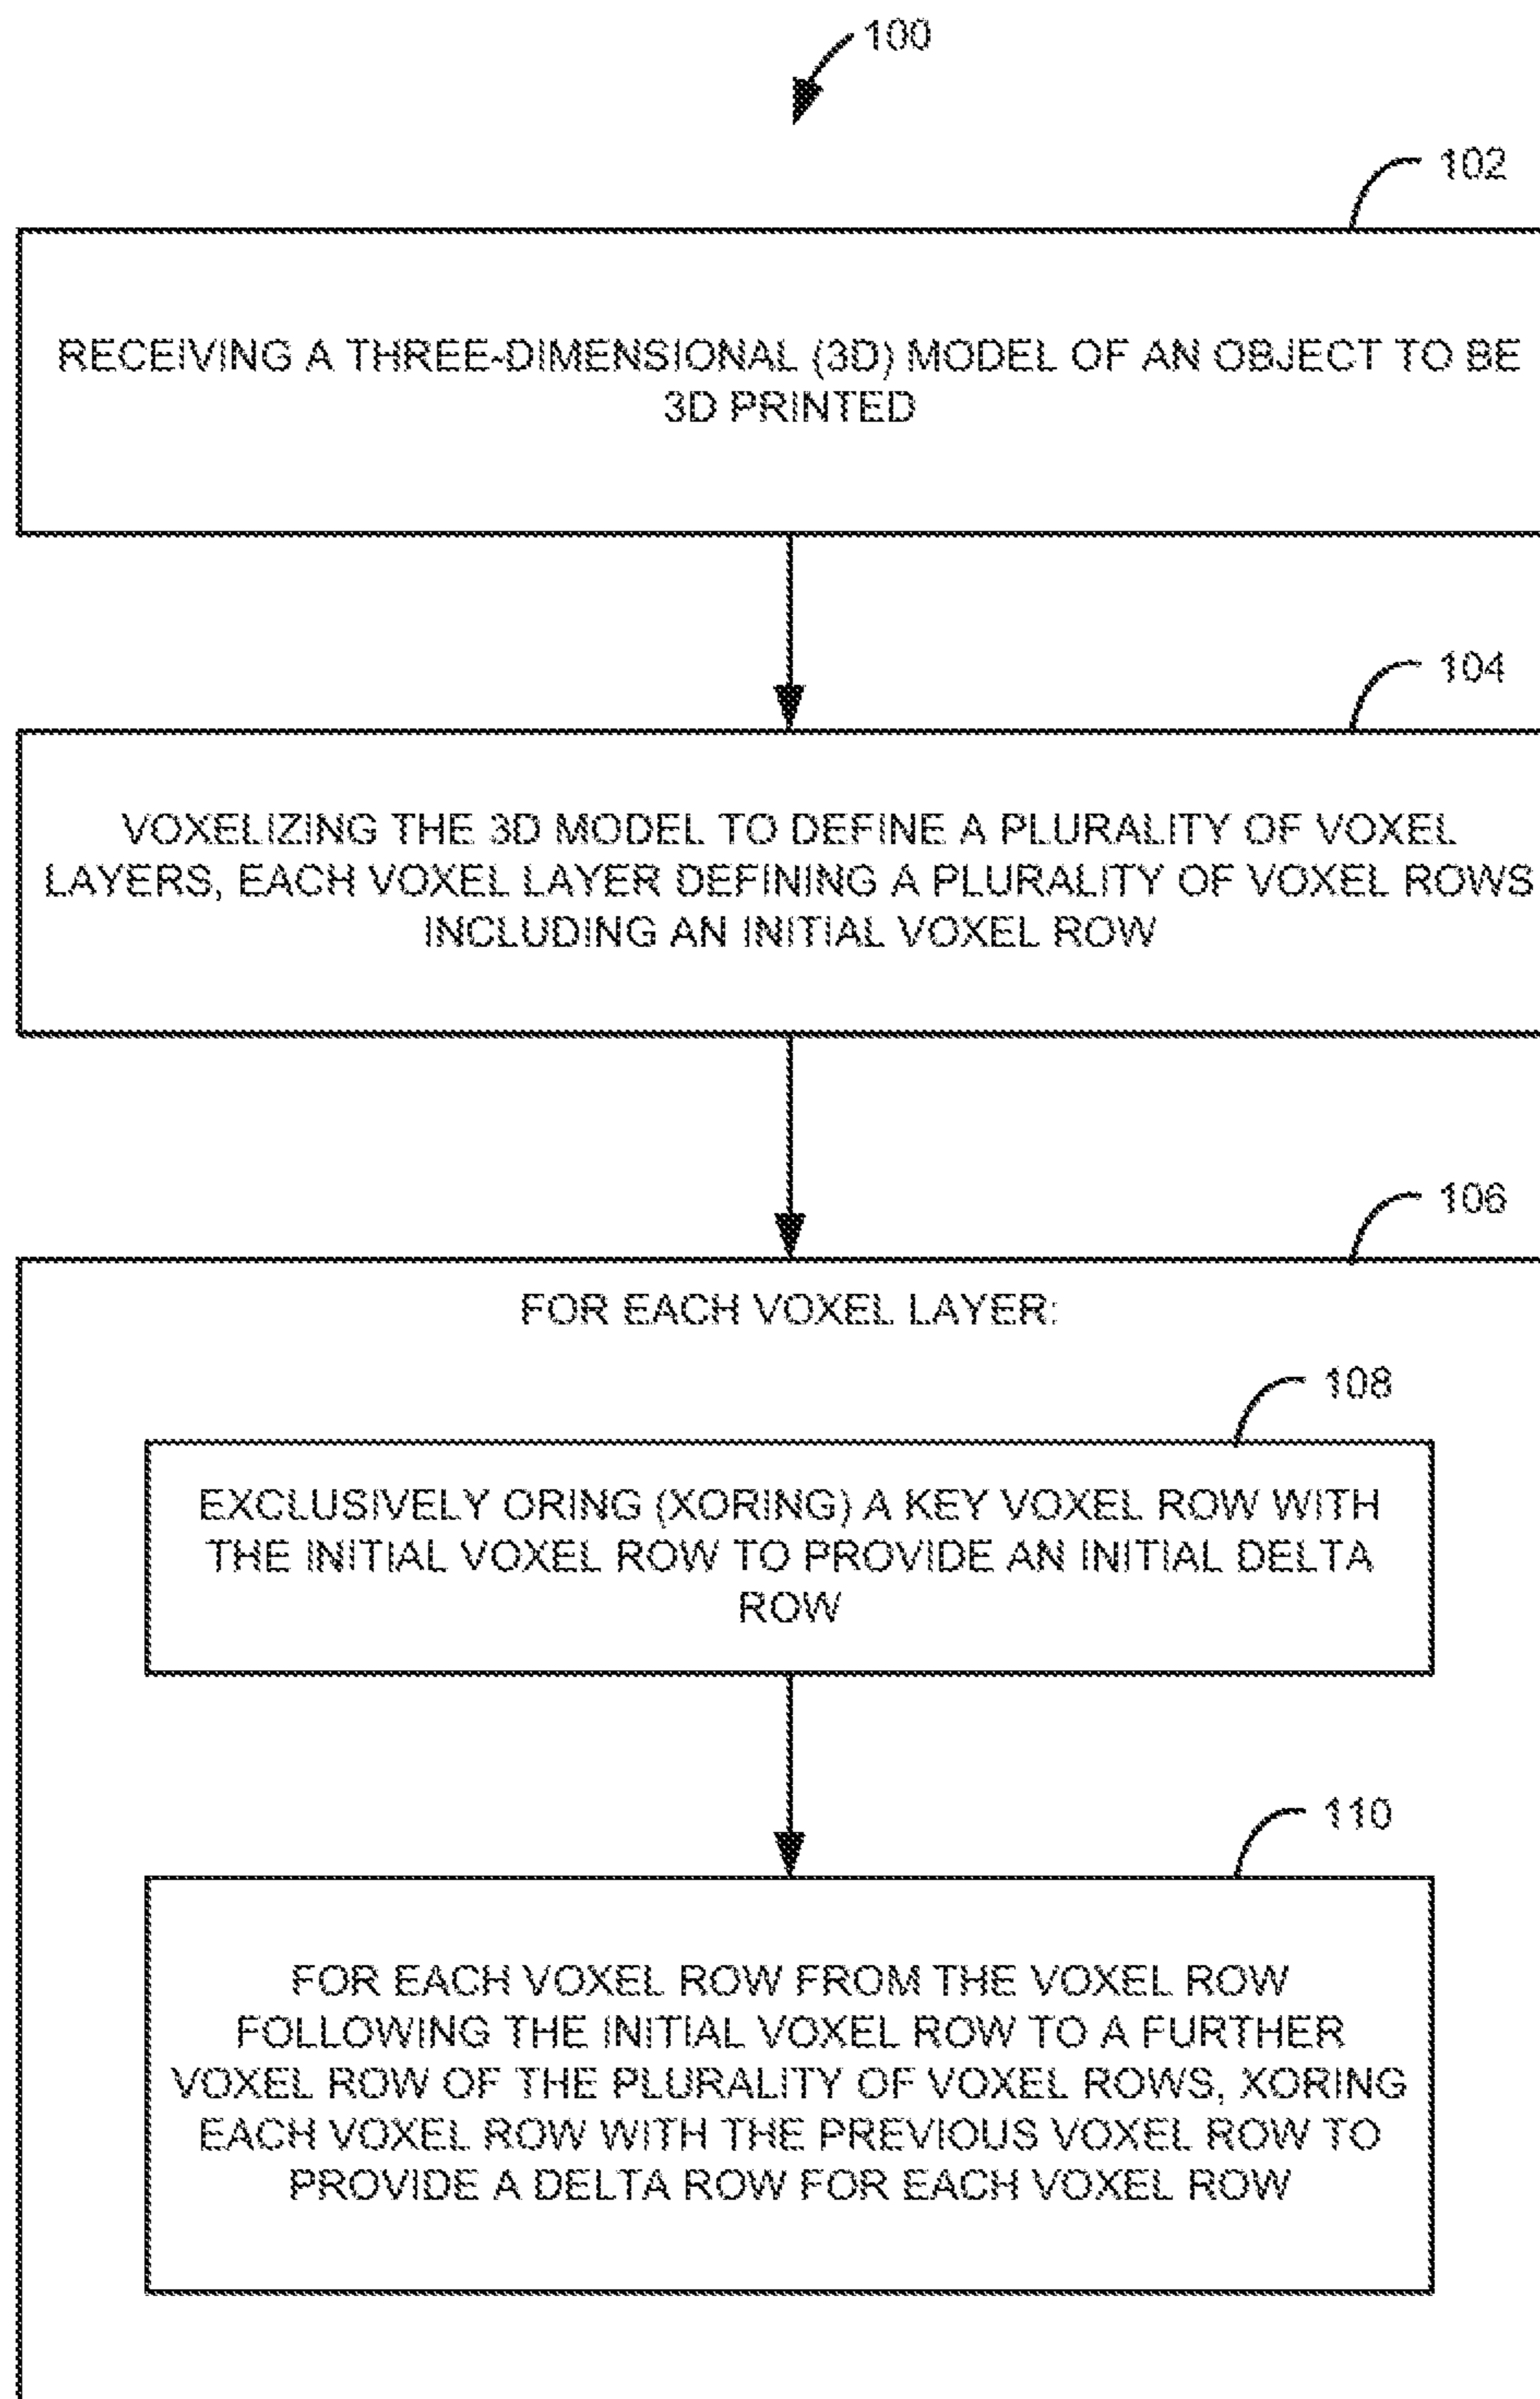 100
102
RECEIVING A THREE-DIMENSIONAL (3D) MODEL OF AN OBJECT TO BE
3D PRINTED
104
VOXELIZING THE 3D MODEL TO DEFINE A PLURALITY OF VOXEL
LAYERS, EACH VOXEL LAYER DEFINING A PLURALITY OF VOXEL ROWS
INCLUDING AN INITIAL VOXEL ROW
106
FOR EACH VOXEL LAYER:
108
EXCLUSIVELY ORING (XORING) A KEY VOXEL ROW WITH
THE INITIAL VOXEL ROW TO PROVIDE AN INITIAL DELTA
ROW
110
FOR EACH VOXEL ROW FROM THE VOXEL ROW
FOLLOWING THE INITIAL VOXEL ROW TO A FURTHER
VOXEL ROW OF THE PLURALITY OF VOXEL ROWS, XORING
EACH VOXEL ROW WITH THE PREVIOUS VOXEL ROW TO
PROVIDE A DELTA ROW FOR EACH VOXEL ROW